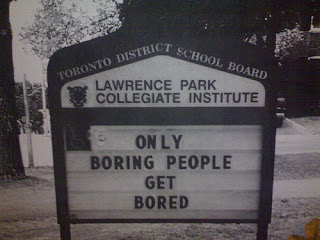 TORONTO DISTRICT SCHOOL BOARD
LAWRENCE PARK
COLLEGIATE INSTITUTE
ONLY
BORING PEOPLE
GET
BORED